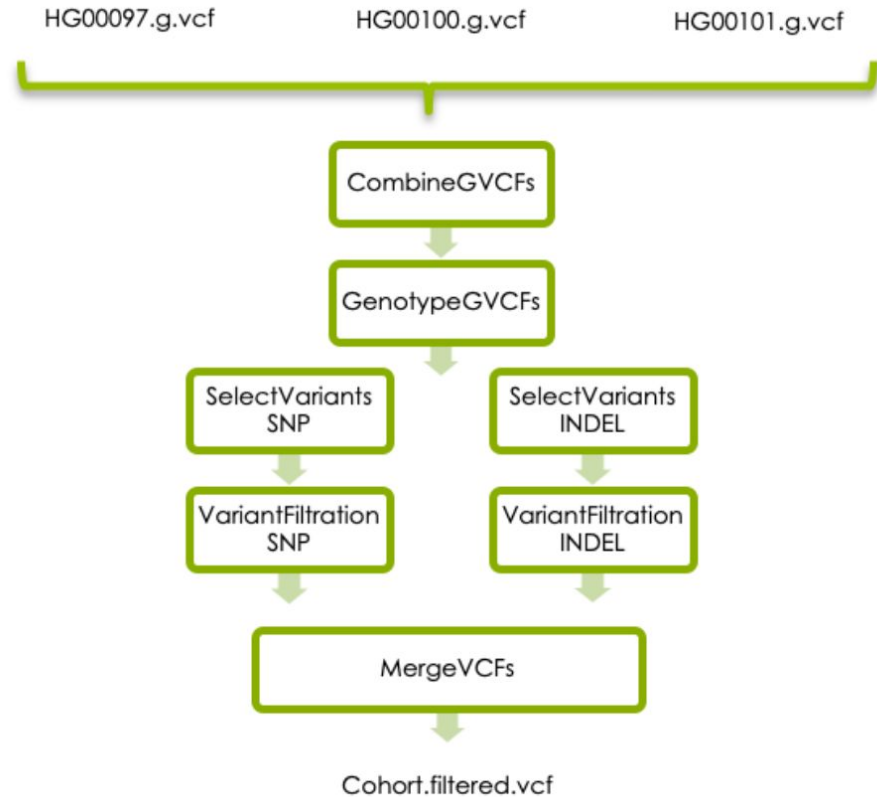 HG00097.g.vcf
HG00100.g.vcf
HG00101.g.vcf
CombineGVCFs
GenotypeGVCFs
SelectVariants
SNP
SelectVariants
INDEL
VariantFiltration
SNP
VariantFiltration
INDEL
MergeVCFs
Cohort.filtered.vcf